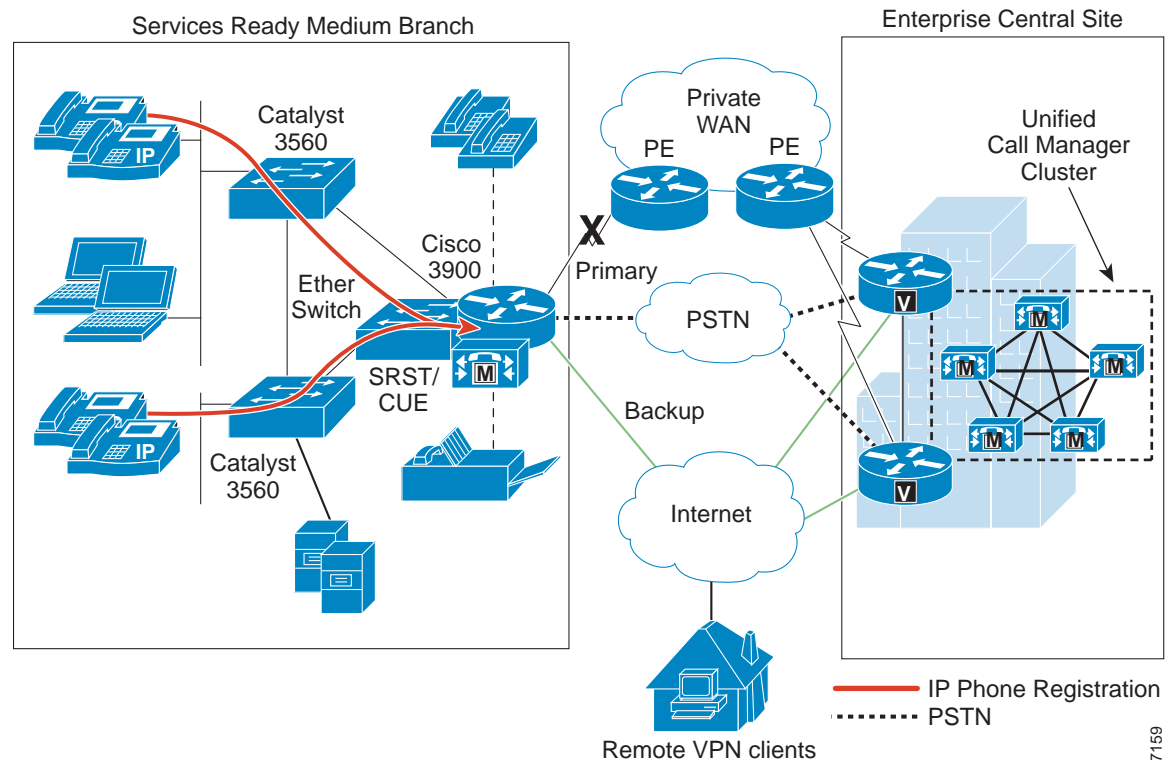 Services Ready Medium Branch
Enterprise Central Site
Catalyst
3560
IP
Private
WAN
PE
PE
Unified
Call Manager
Cluster
Cisco
3900
X
Primary
Ether
Switch
PSTN
V
M
M
M
M
M
M
SRST/
CUE
Backup
IP
Catalyst
3560
V
Internet
IP Phone Registration
PSTN
Remote VPN clients
7159